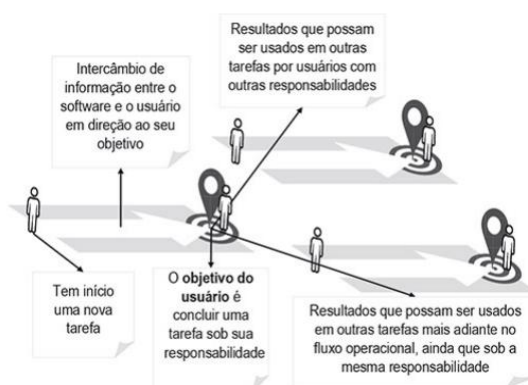 Resultados que possam
ser usados em outras
tarefas por usuários com
outras responsabilidades
Intercâmbio de
informação entre o
software e o usuário
em direção ao seu
objetivo
Tem início
uma nova
tarefa
O objetivo do
usuário é
concluir uma
tarefa sob sua
responsabilidade
Resultados que possam ser usados
em outras tarefas mais adiante no
fluxo operacional, ainda que sob a
mesma responsabilidade